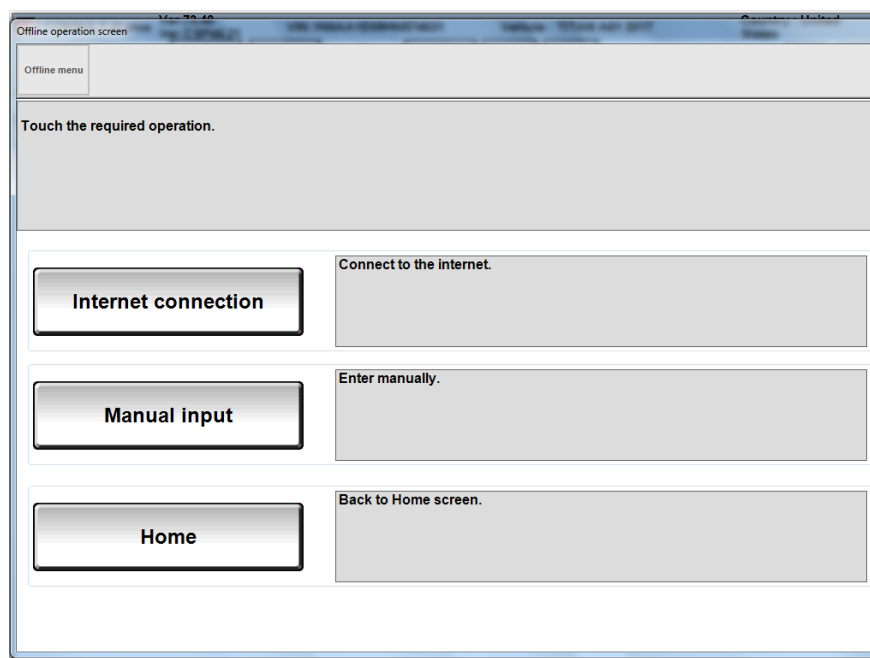 Offline operation screen
Offline menu
Touch the required operation.
Internet connection
Connect to the internet.
Manual input
Enter manually.
Home
Back to Home screen.